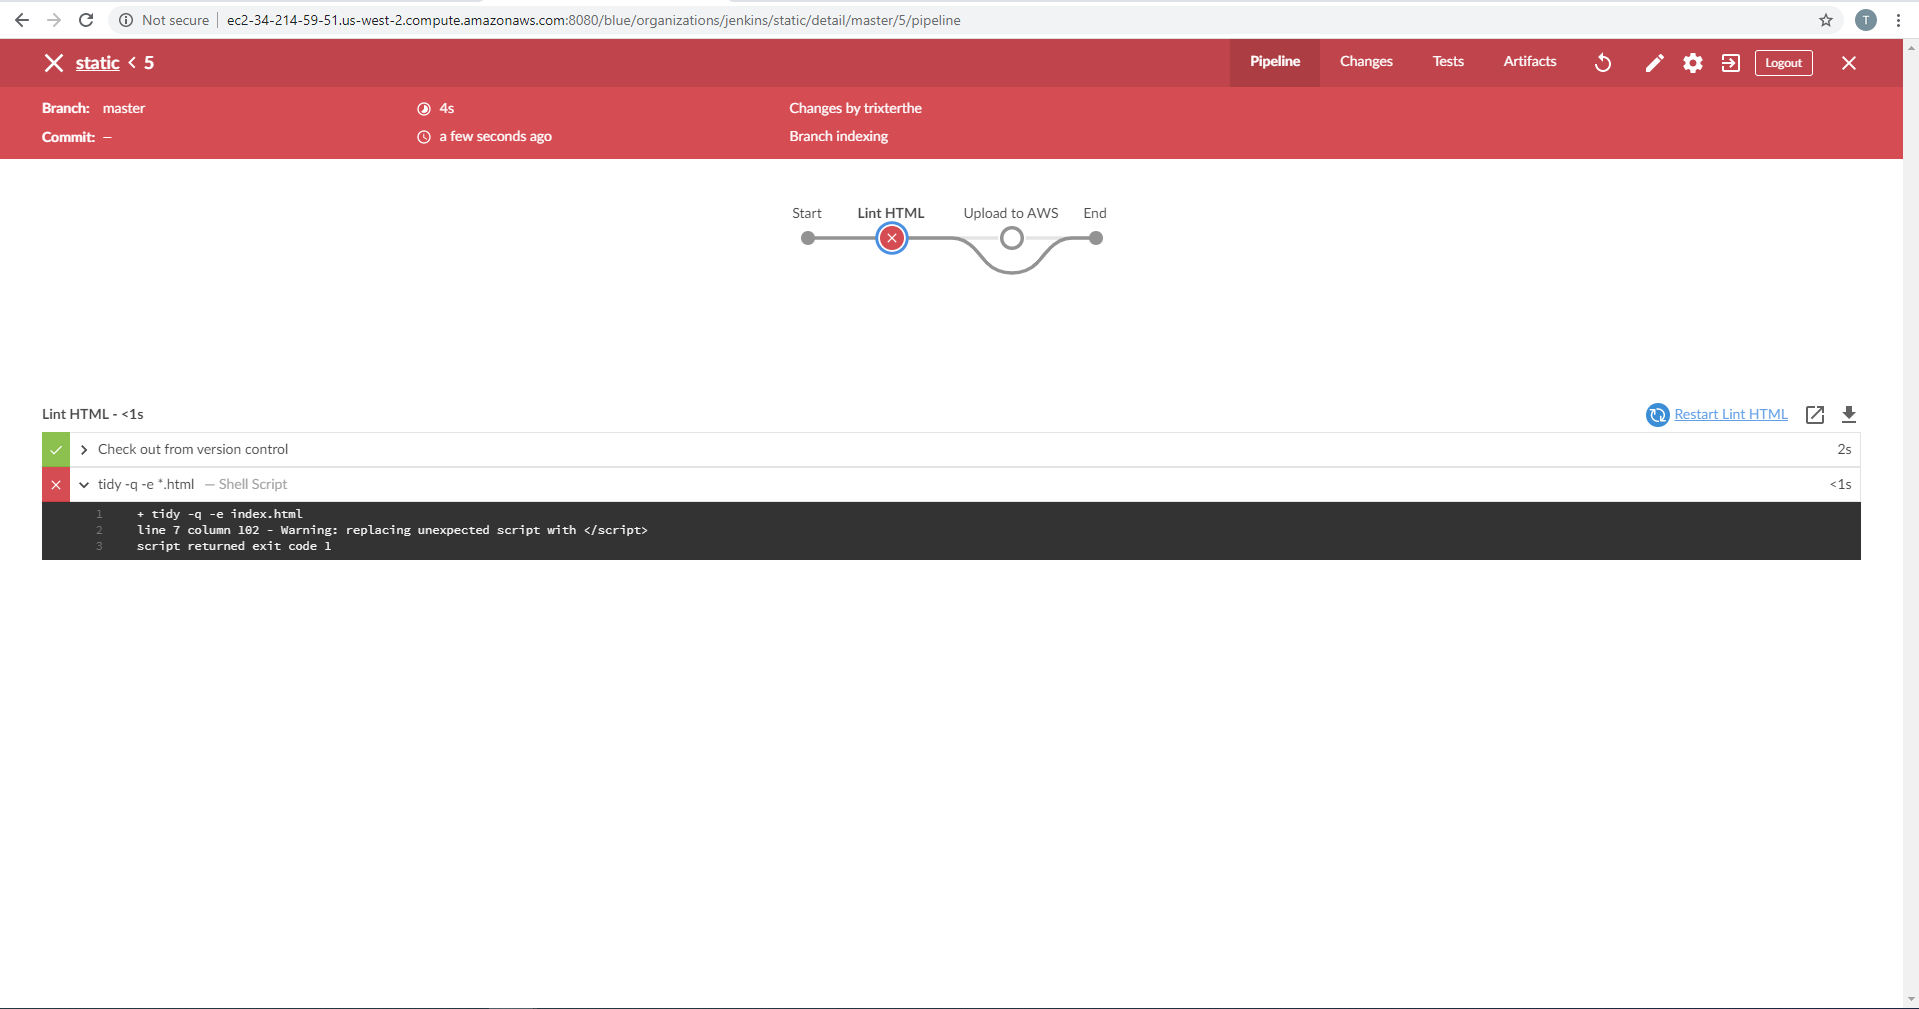 Not secure ec2-34-214-59-51.us-west-2.compute.amazonaws.com:8080/blue/organizations/jenkins/static/detail/master/5/pipeline T
static < 5 Pipeline Changes Tests Artifacts Logout
Branch: master 4s Changes by trixterthe
Commit: – a few seconds ago Branch indexing
Start Lint HTML Upload to AWS End
Lint HTML - <1s Restart Lint HTML
Check out from version control 2s
tidy -q -e *.html — Shell Script <1s
1 + tidy -q -e index.html
2 line 7 column 102 - Warning: replacing unexpected script with </script>
3 script returned exit code 1